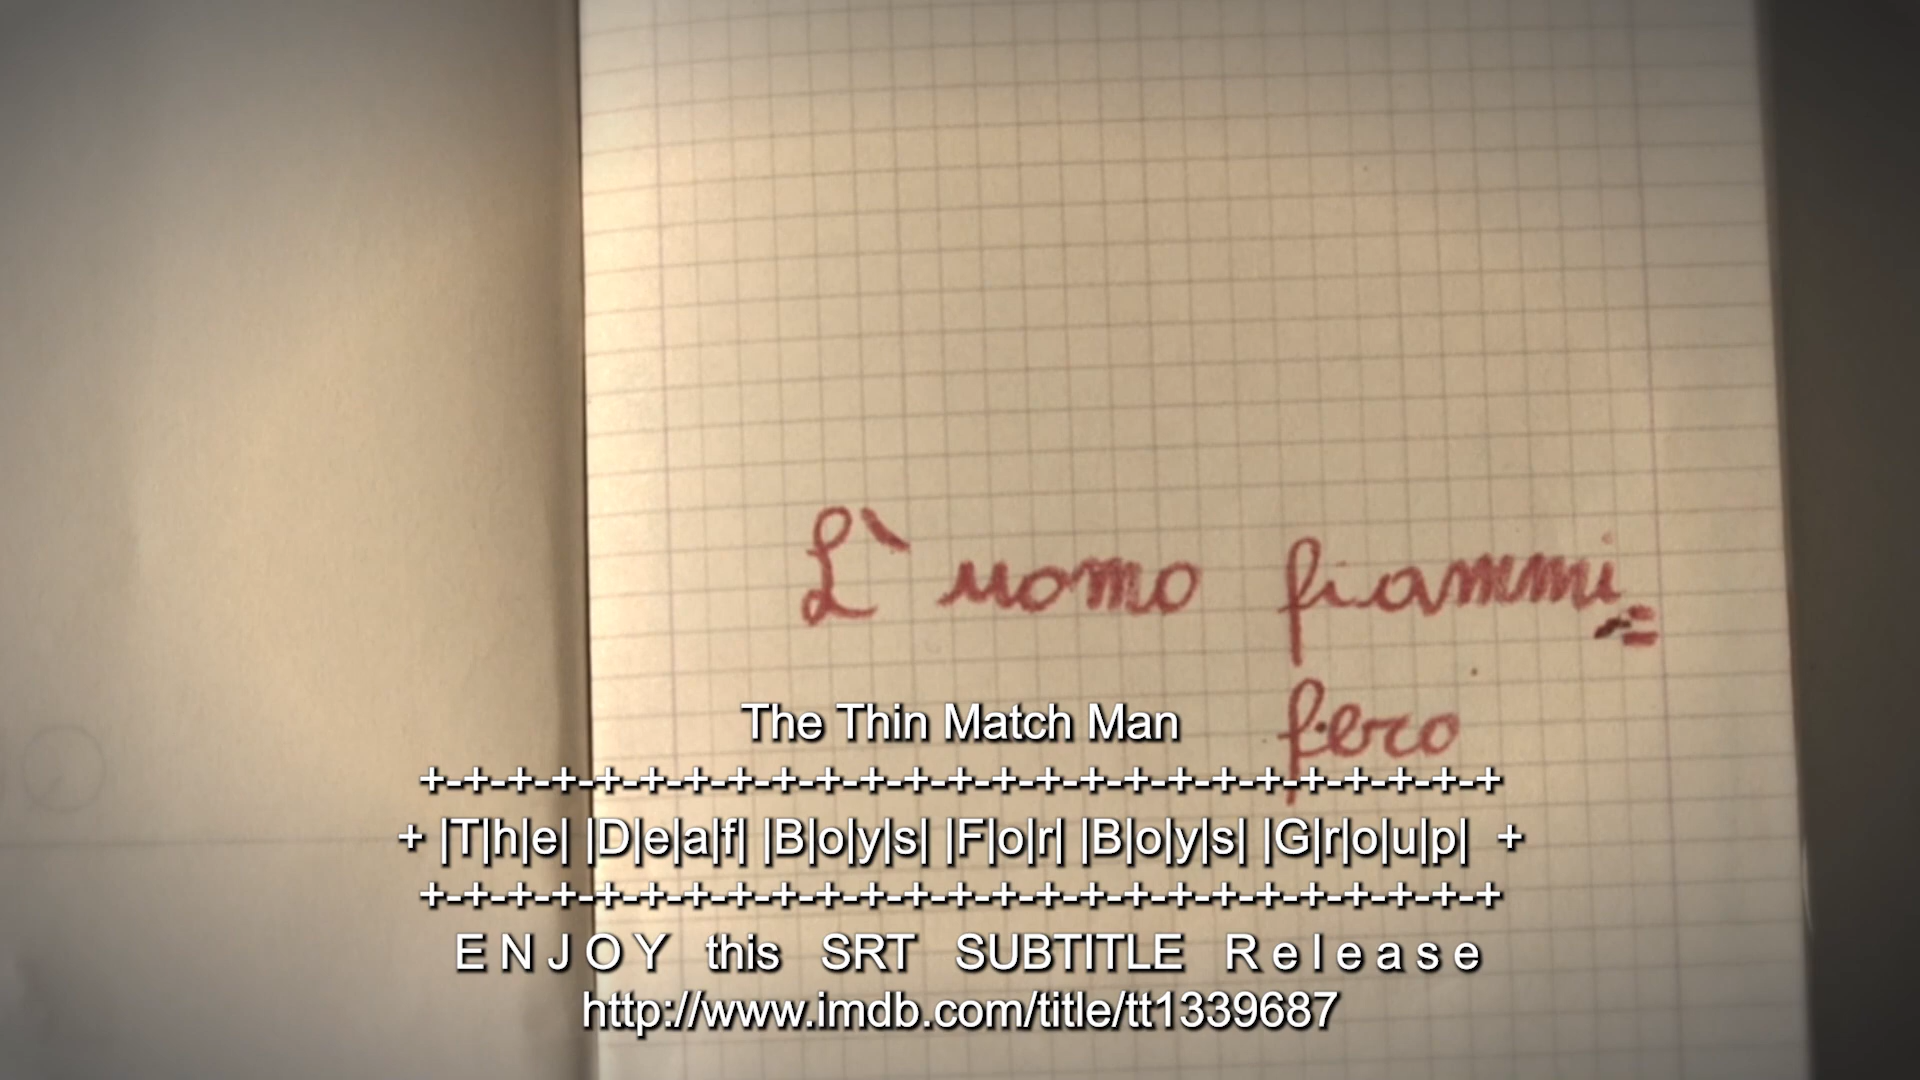 L` uomo fiammi=
fero
The Thin Match Man
+-+-+-+-+-+-+-+-+-+-+-+-+-+-+-+-+-+-+-+-+-+-+-+-+
+ |T|h|e| |D|e|a|f| |B|o|y|s| |F|o|r| |B|o|y|s| |G|r|o|u|p| +
+-+-+-+-+-+-+-+-+-+-+-+-+-+-+-+-+-+-+-+-+-+-+-+-+
E N J O Y this SRT SUBTITLE R e l e a s e
http://www.imdb.com/title/tt1339687